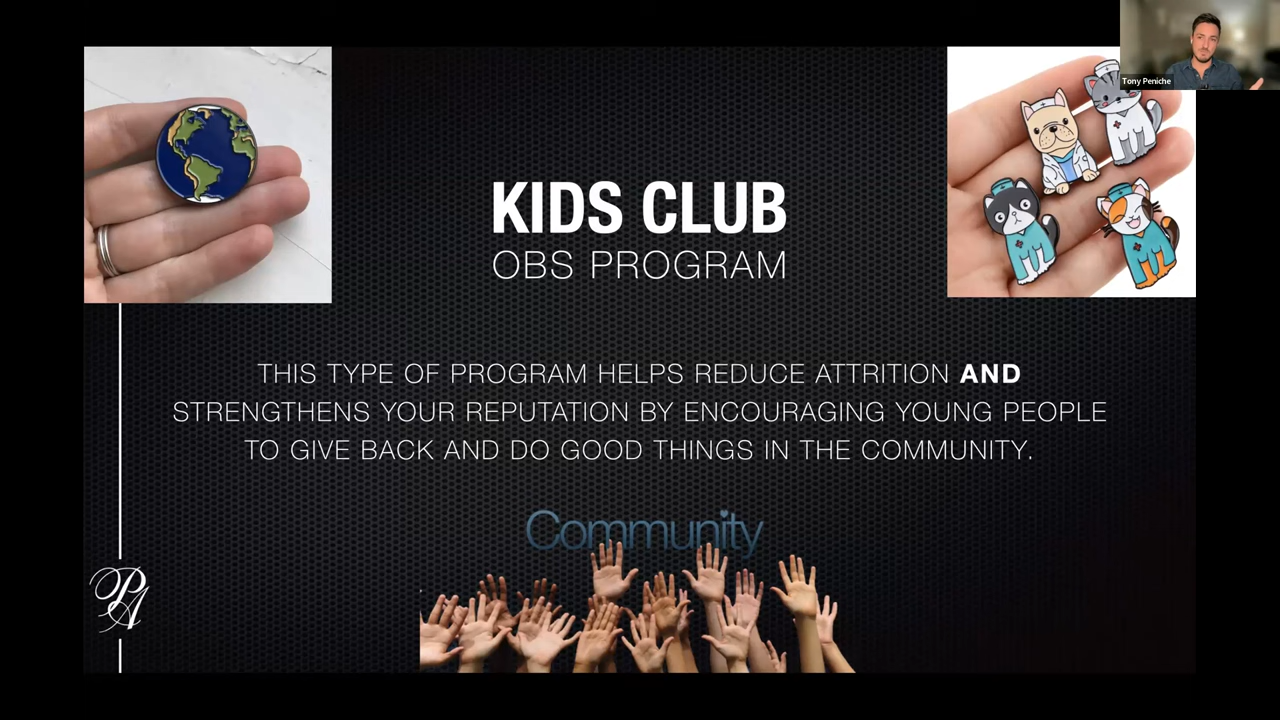 Tony Peniche
KIDS CLUB
OBS PROGRAM
THIS TYPE OF PROGRAM HELPS REDUCE ATTRITION AND
STRENGTHENS YOUR REPUTATION BY ENCOURAGING YOUNG PEOPLE
TO GIVE BACK AND DO GOOD THINGS IN THE COMMUNITY.
Community
PA